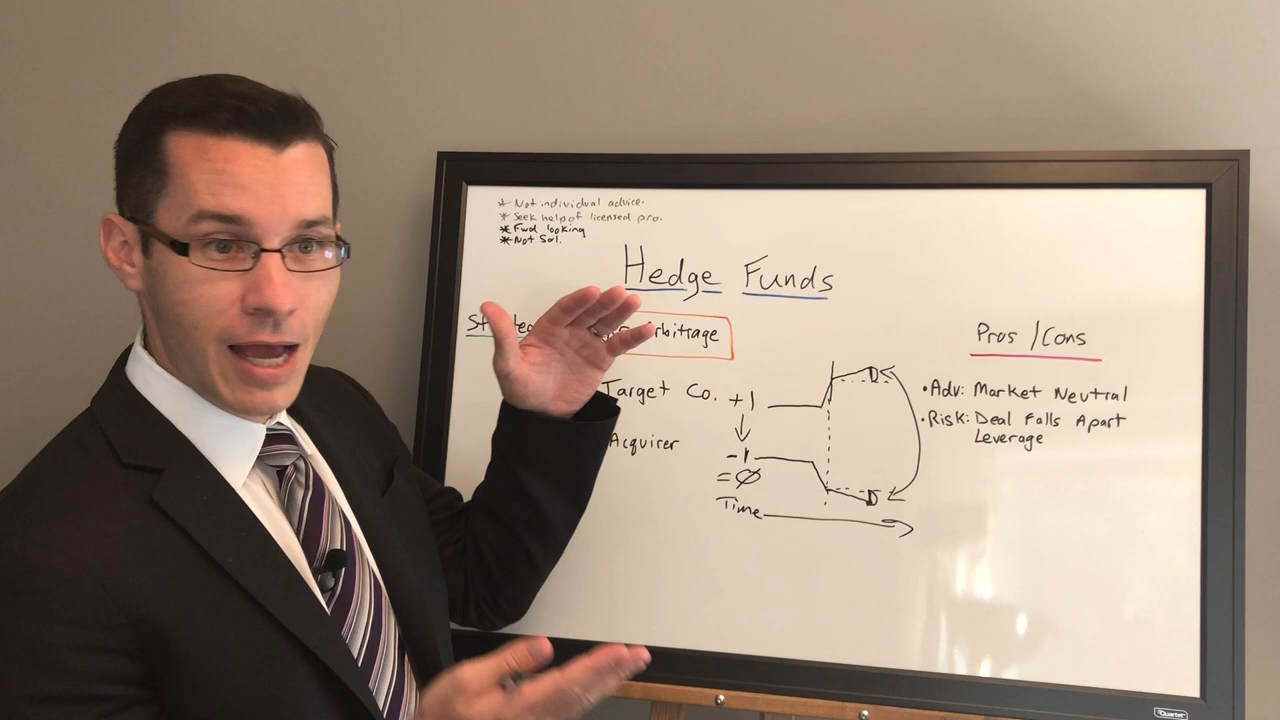 * Not individual advice.
* Seek help of licensed pro.
* Fwd looking
* Not Sol.
Hedge Funds
Arbitrage
Target Co. +1
Acquirer -1
=Ø
Time
Pros/Cons
• Adv: Market Neutral
• Risk: Deal Falls Apart
Leverage
Quartet